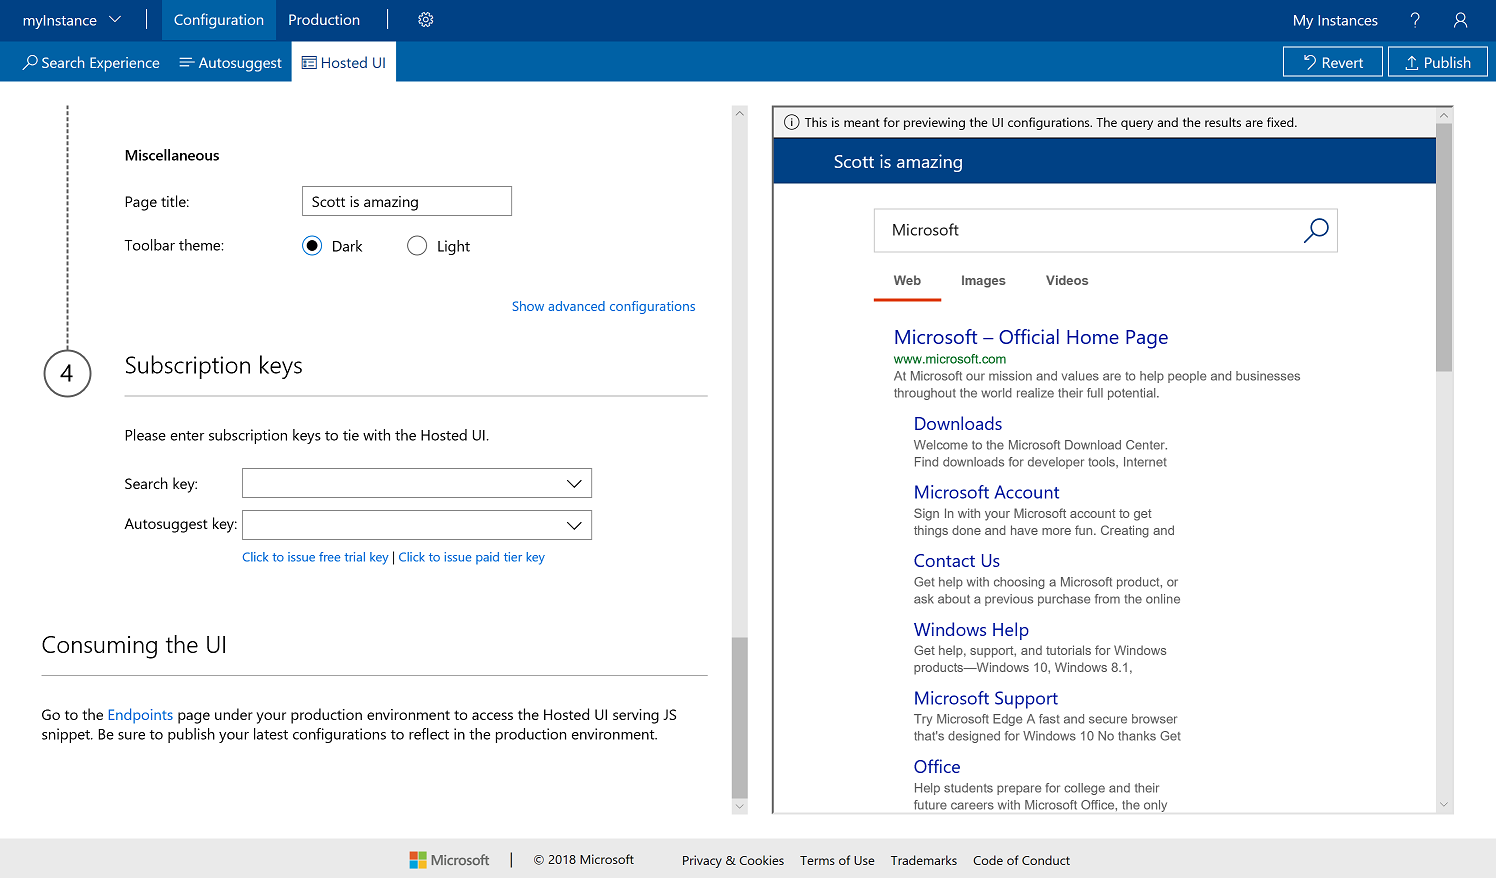 myInstance
Configuration
Production
My Instances
?
Search Experience
Autosuggest
Hosted UI
Revert
Publish
Miscellaneous
Page title:
Scott is amazing
Toolbar theme:
Dark
Light
Show advanced configurations
4
Subscription keys
Please enter subscription keys to tie with the Hosted UI.
Search key:
Autosuggest key:
Click to issue free trial key | Click to issue paid tier key
Consuming the UI
Go to the Endpoints page under your production environment to access the Hosted UI serving JS
snippet. Be sure to publish your latest configurations to reflect in the production environment.
This is meant for previewing the UI configurations. The query and the results are fixed.
Scott is amazing
Microsoft
Web
Images
Videos
Microsoft – Official Home Page
www.microsoft.com
At Microsoft our mission and values are to help people and businesses
throughout the world realize their full potential.
Downloads
Welcome to the Microsoft Download Center.
Find downloads for developer tools, Internet
Microsoft Account
Sign In with your Microsoft account to get
things done and have more fun. Creating and
Contact Us
Get help with choosing a Microsoft product, or
ask about a previous purchase from the online
Windows Help
Get help, support, and tutorials for Windows
products—Windows 10, Windows 8.1,
Microsoft Support
Try Microsoft Edge A fast and secure browser
that's designed for Windows 10 No thanks Get
Office
Help students prepare for college and their
future careers with Microsoft Office, the only
Microsoft | © 2018 Microsoft
Privacy & Cookies
Terms of Use
Trademarks
Code of Conduct